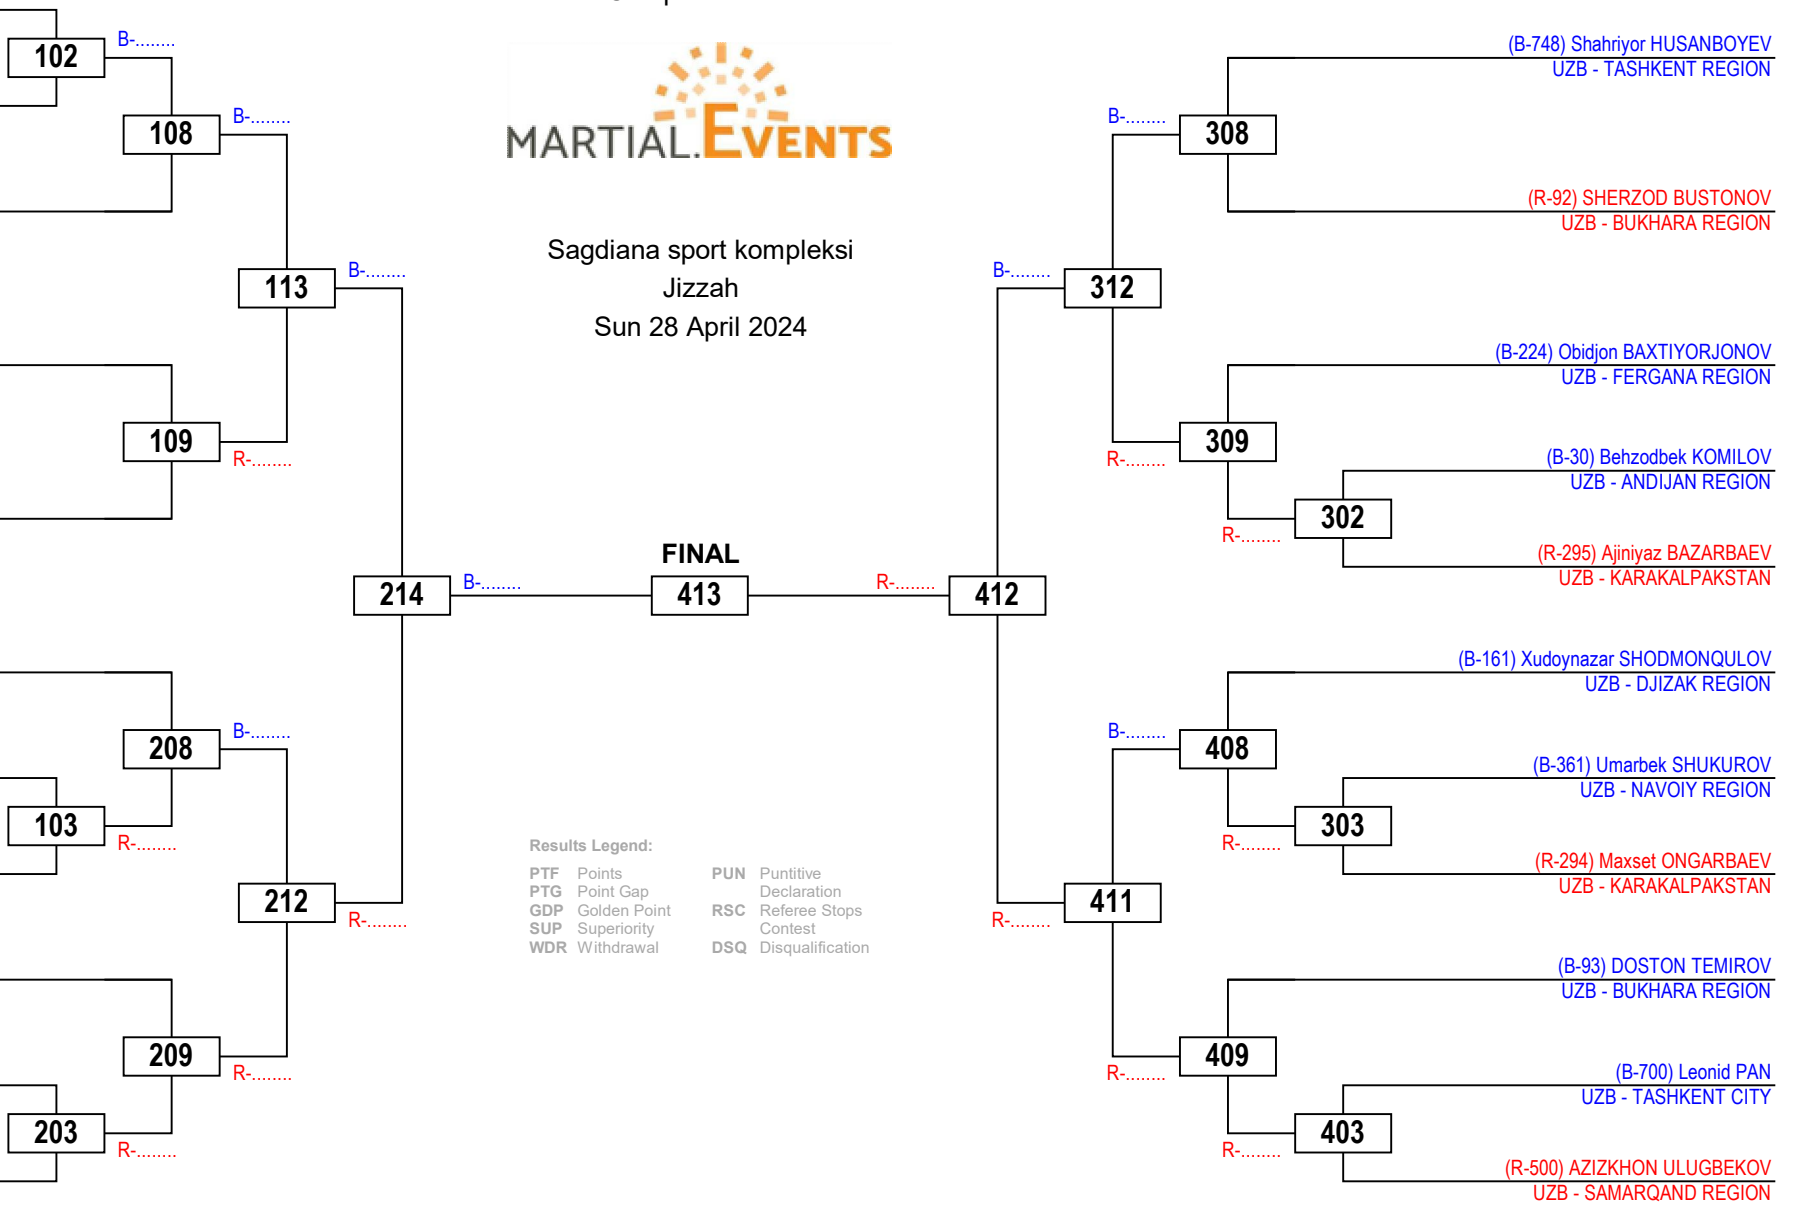 102
B-........
108
B-........
113
B-........
109
R-........
214
B-........
208
B-........
103
R-........
212
R-........
209
R-........
203
R-........
MARTIAL.EVENTS
Sagdiana sport kompleksi
Jizzah
Sun 28 April 2024
FINAL
413
Results Legend:
PTF Points
PTG Point Gap
GDP Golden Point
SUP Superiority
WDR Withdrawal
PUN Puntitive
Declaration
RSC Referee Stops
Contest
DSQ Disqualification
R-........
412
B-........
312
B-........
308
R-........
309
R-........
302
B-........
408
R-........
303
R-........
411
R-........
409
R-........
403
(B-748) Shahriyor HUSANBOYEV
UZB - TASHKENT REGION
(R-92) SHERZOD BUSTONOV
UZB - BUKHARA REGION
(B-224) Obidjon BAXTIYORJONOV
UZB - FERGANA REGION
(B-30) Behzodbek KOMILOV
UZB - ANDIJAN REGION
(R-295) Ajiniyaz BAZARBAEV
UZB - KARAKALPAKSTAN
(B-161) Xudoynazar SHODMONQULOV
UZB - DJIZAK REGION
(B-361) Umarbek SHUKUROV
UZB - NAVOIY REGION
(R-294) Maxset ONGARBAEV
UZB - KARAKALPAKSTAN
(B-93) DOSTON TEMIROV
UZB - BUKHARA REGION
(B-700) Leonid PAN
UZB - TASHKENT CITY
(R-500) AZIZKHON ULUGBEKOV
UZB - SAMARQAND REGION